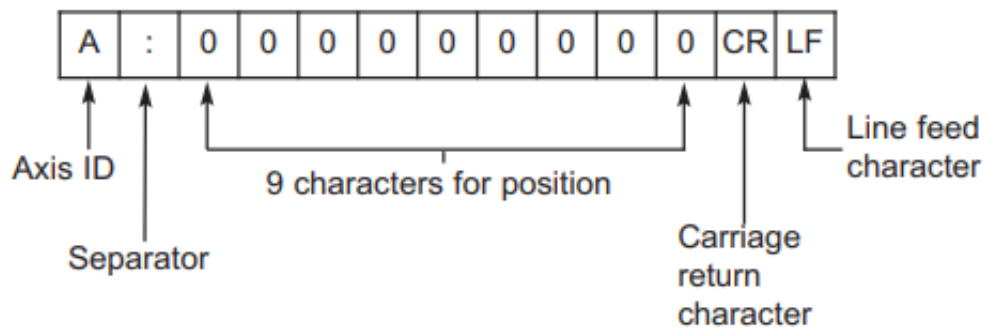 A : 0 0 0 0 0 0 0 0 0 CR LF
Axis ID
9 characters for position
Line feed
character
Separator
Carriage
return
character